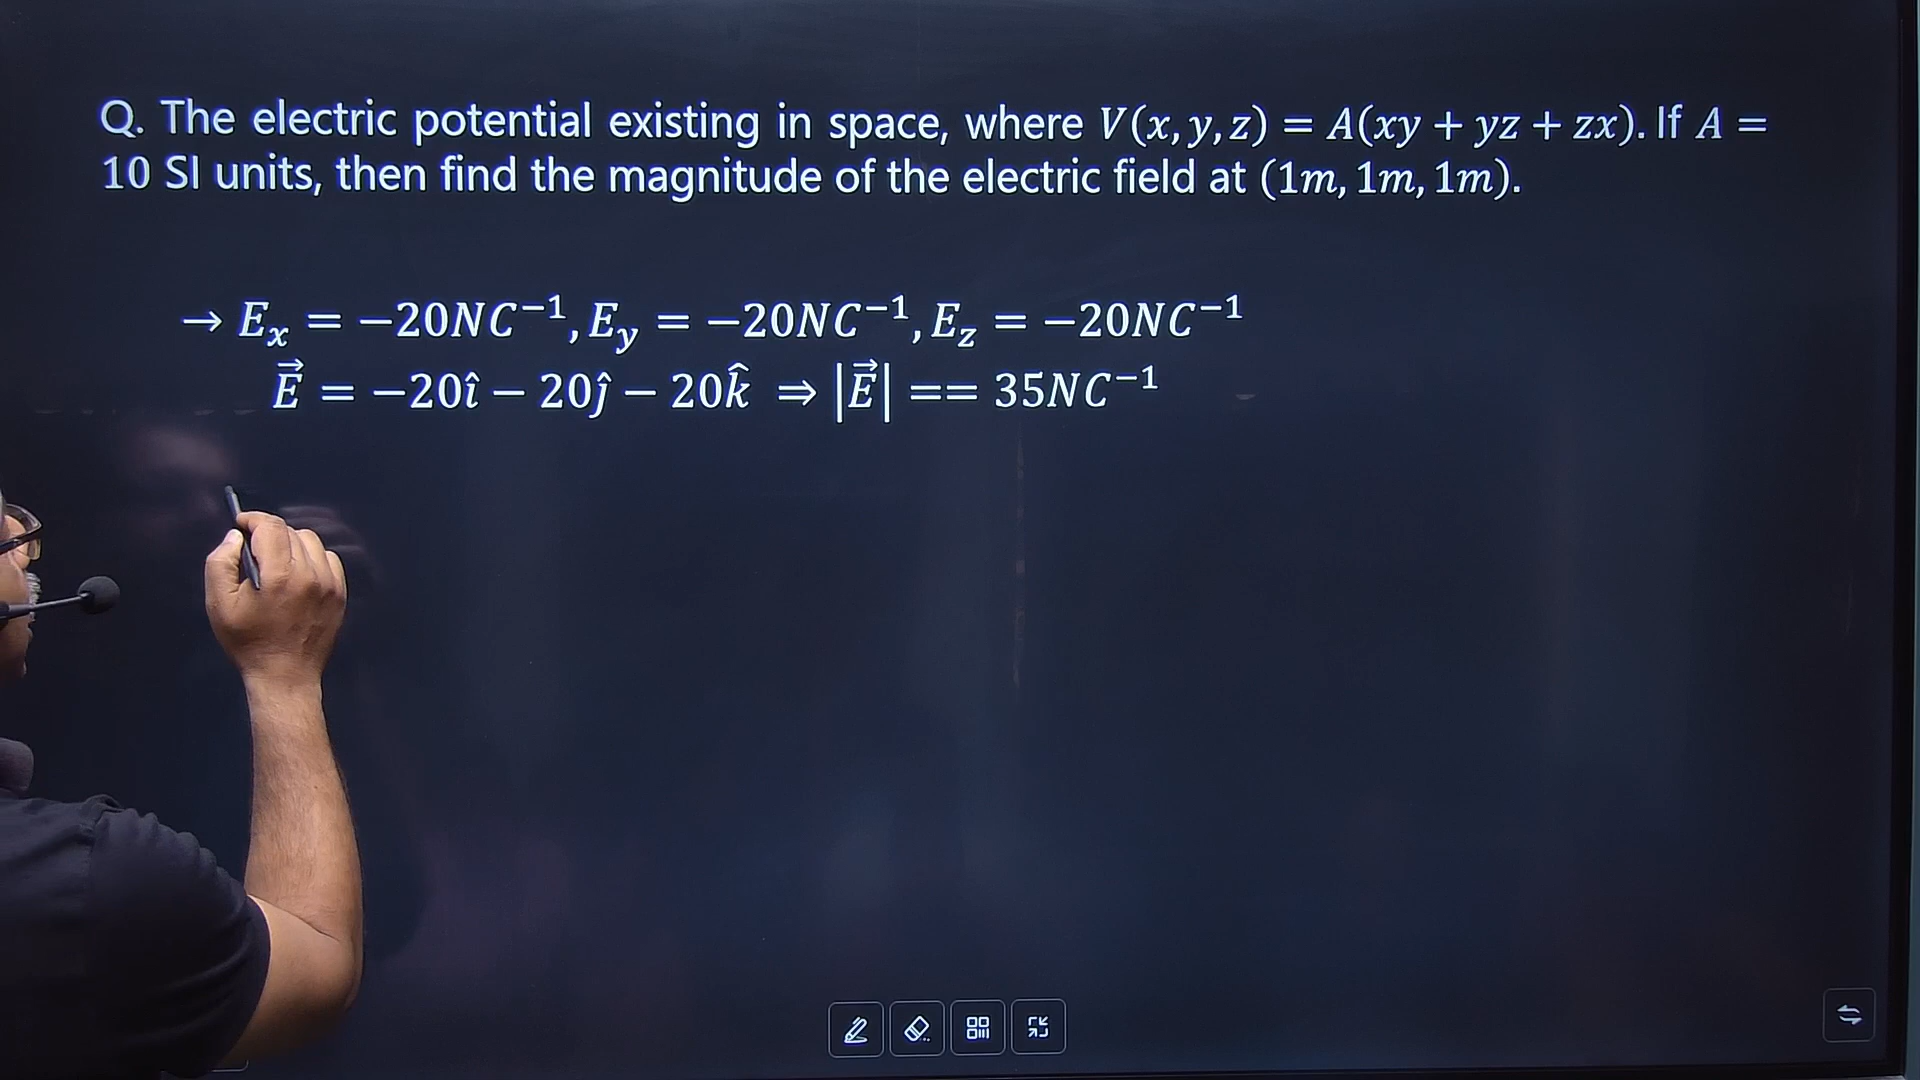 Q. The electric potential existing in space, where V(x, y, z) = A(xy + yz + zx). If A =
10 SI units, then find the magnitude of the electric field at (1m, 1m, 1m).
→ Eₓ = −20NC⁻¹, E_y = −20NC⁻¹, E_z = −20NC⁻¹
E⃗ = −20î − 20ĵ − 20k̂ ⇒ |E⃗| == 35NC⁻¹